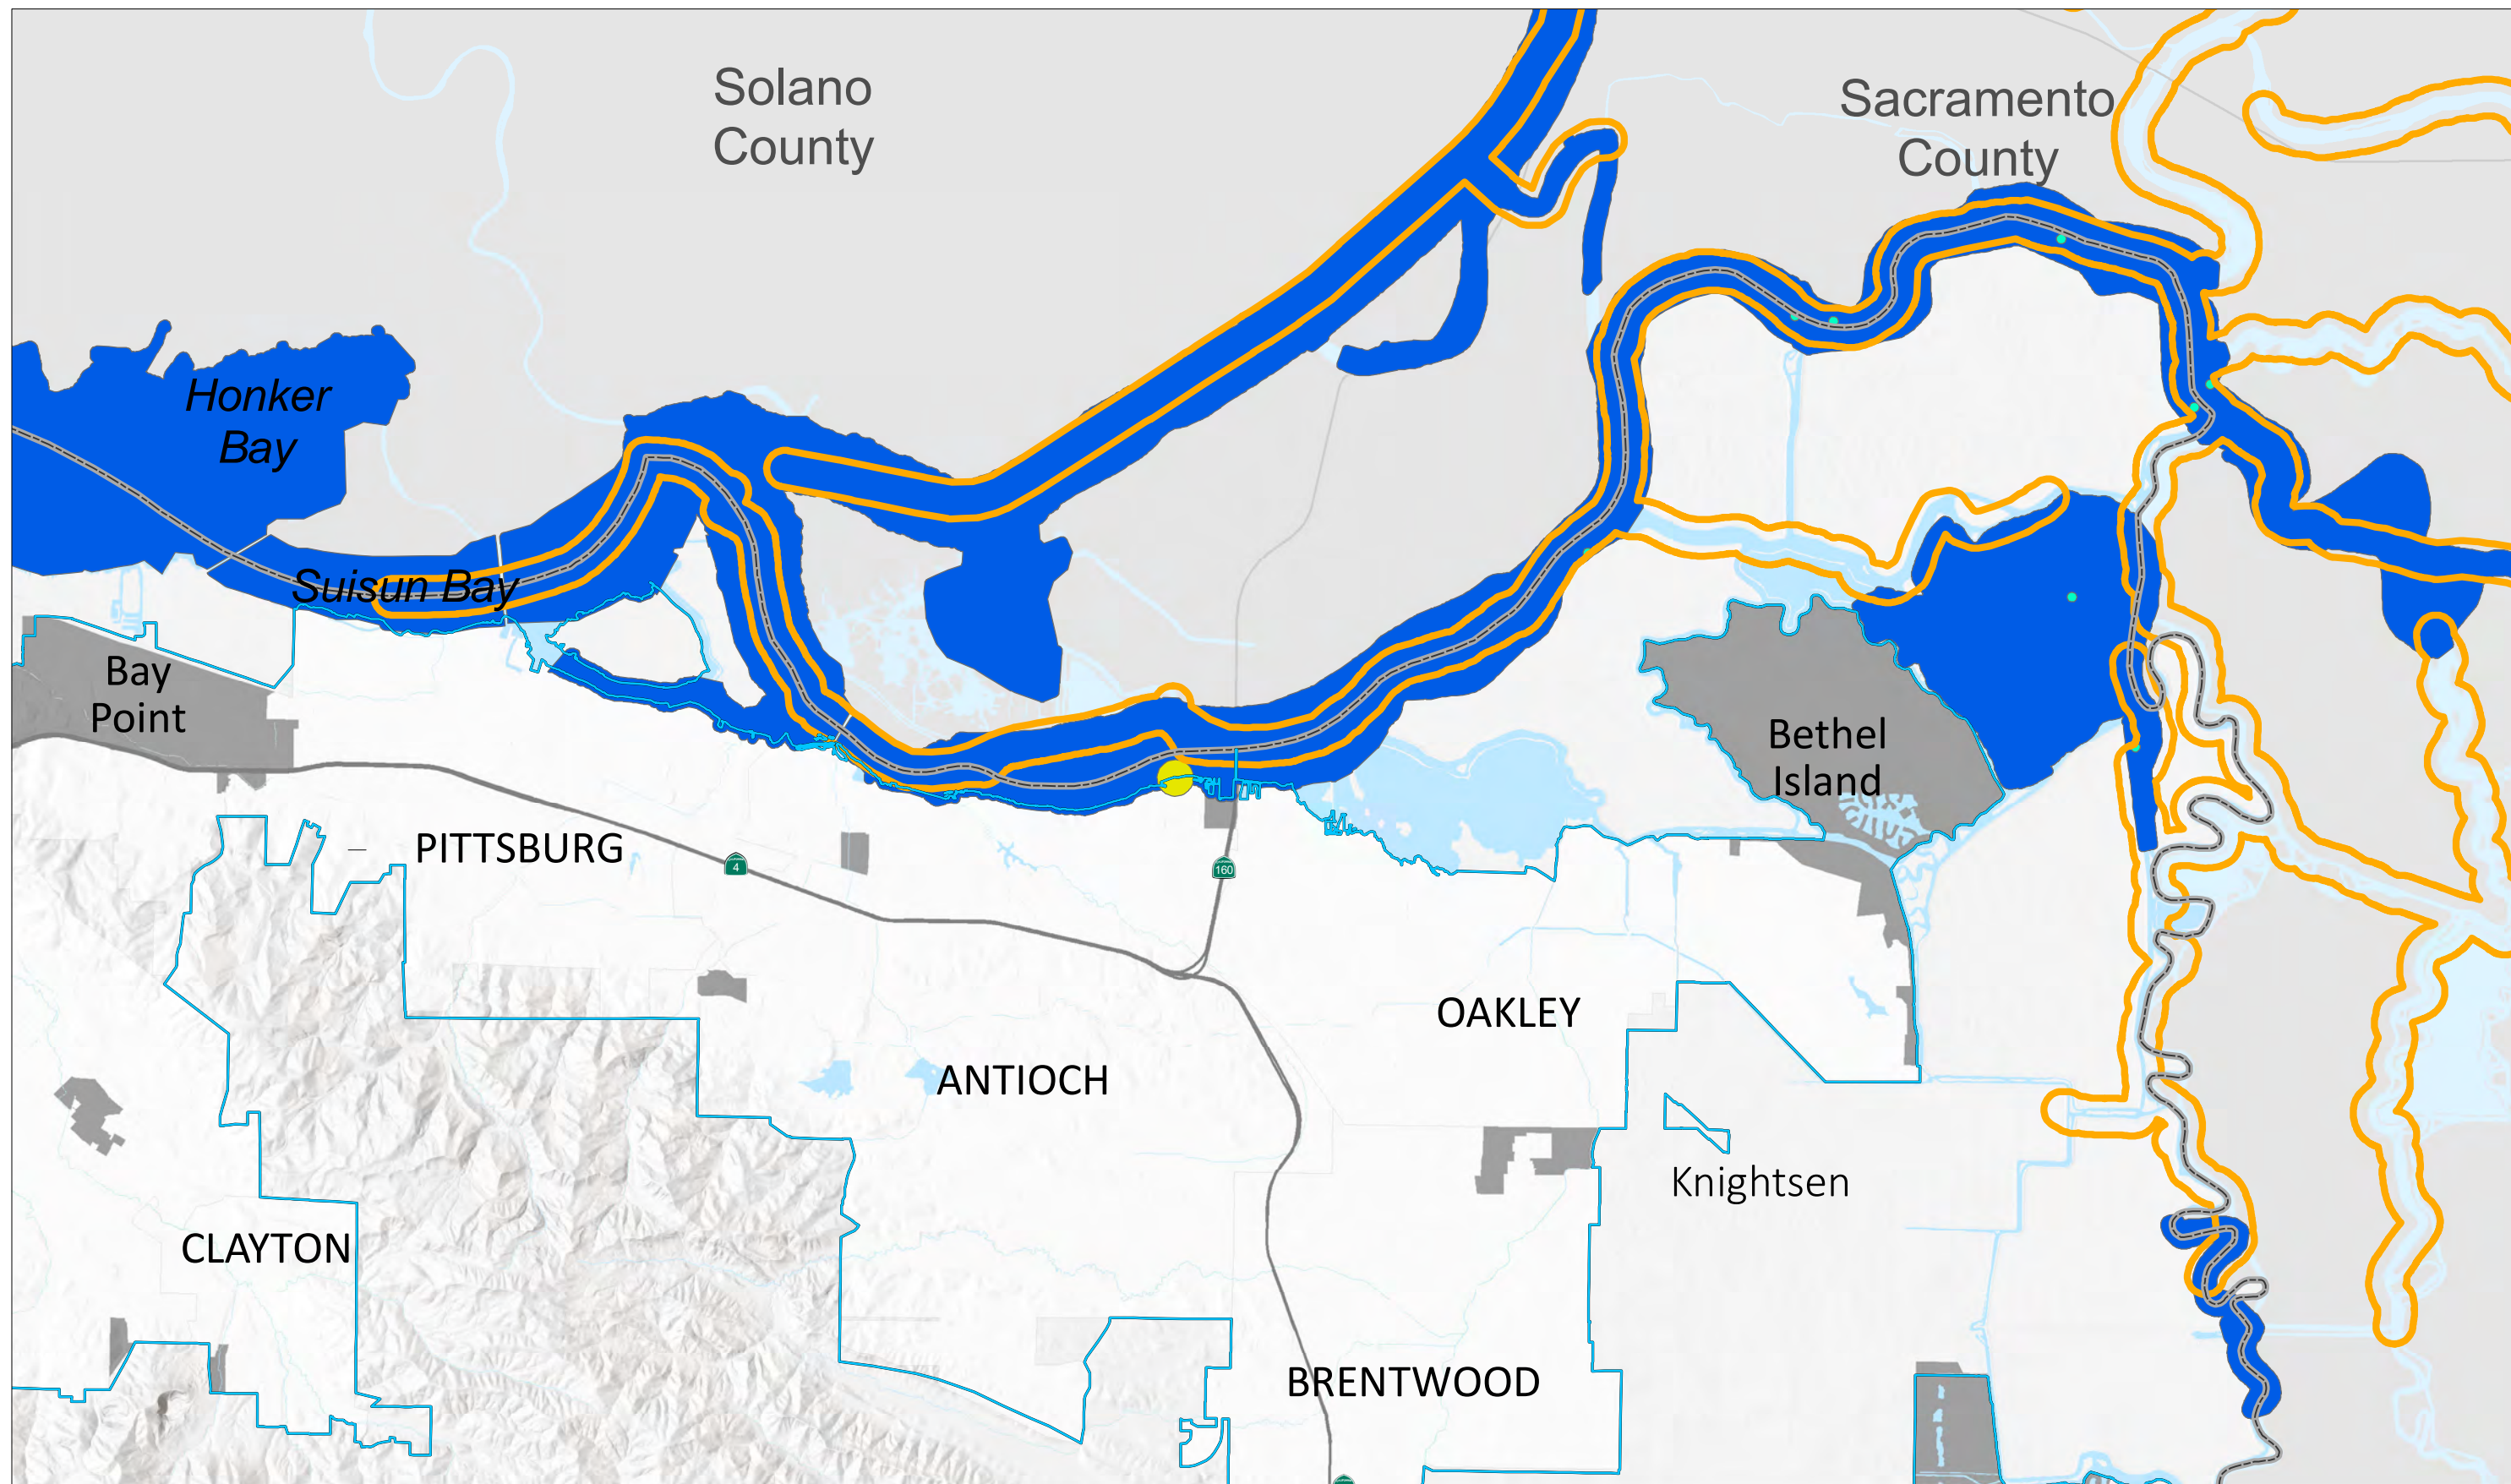 Solano
County
Sacramento
County
Honker
Bay
Suisun Bay
Bay
Point
Bethel
Island
PITTSBURG
4
160
OAKLEY
ANTIOCH
Knightsen
CLAYTON
BRENTWOOD